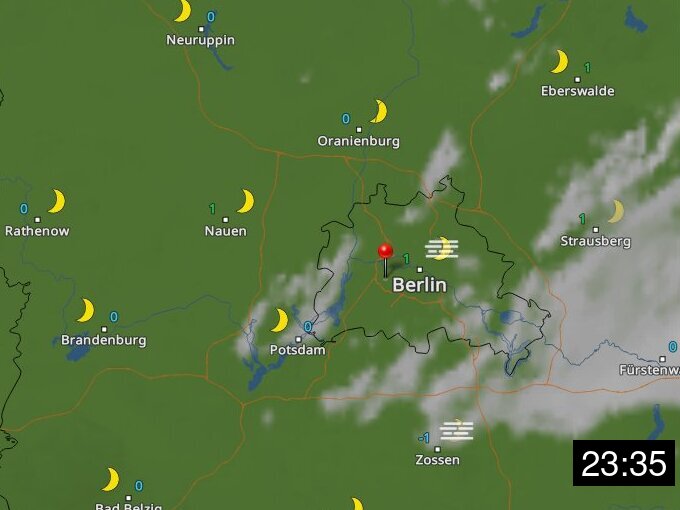 0
Neuruppin
1
Eberswalde
0
Oranienburg
0
Rathenow
1
Nauen
1
Strausberg
1
Berlin
0
Brandenburg
0
Potsdam
0
Fürstenwa
-1
Zossen
23:35
0
Bad Belzig